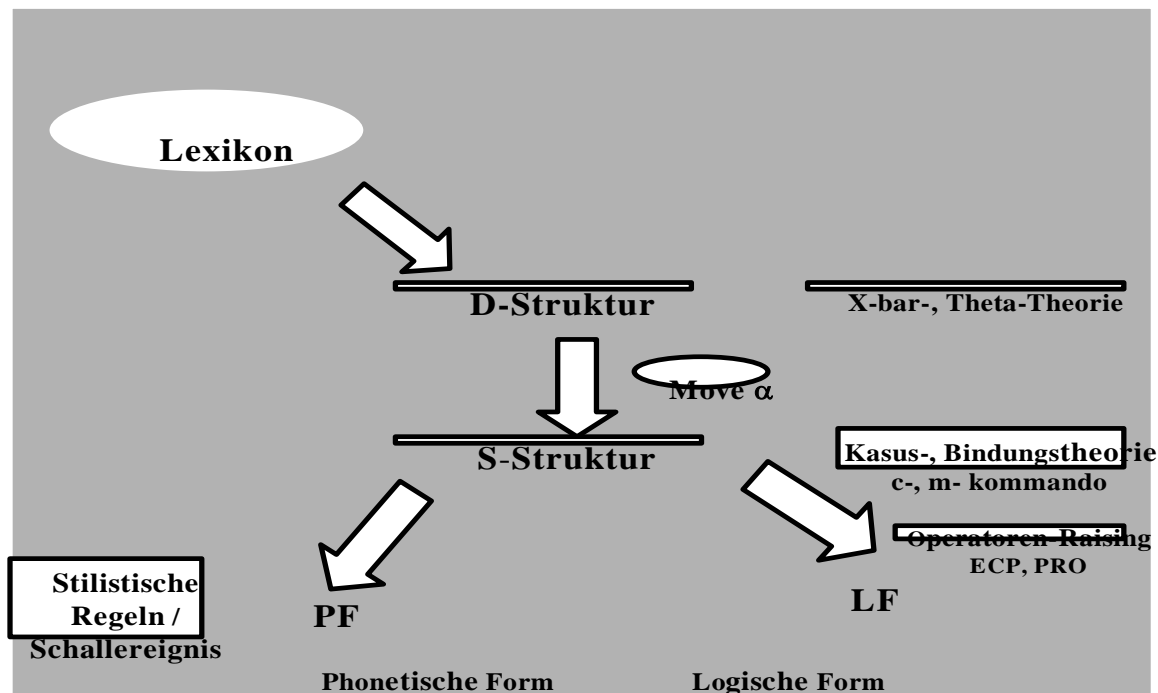 Lexikon
D-Struktur
X-bar-, Theta-Theorie
Move α
S-Struktur
Kasus-, Bindungstheorie
c-, m- kommando
Operatoren-Raising
ECP, PRO
Stilistische
Regeln /
Schallereignis
PF
LF
Phonetische Form
Logische Form